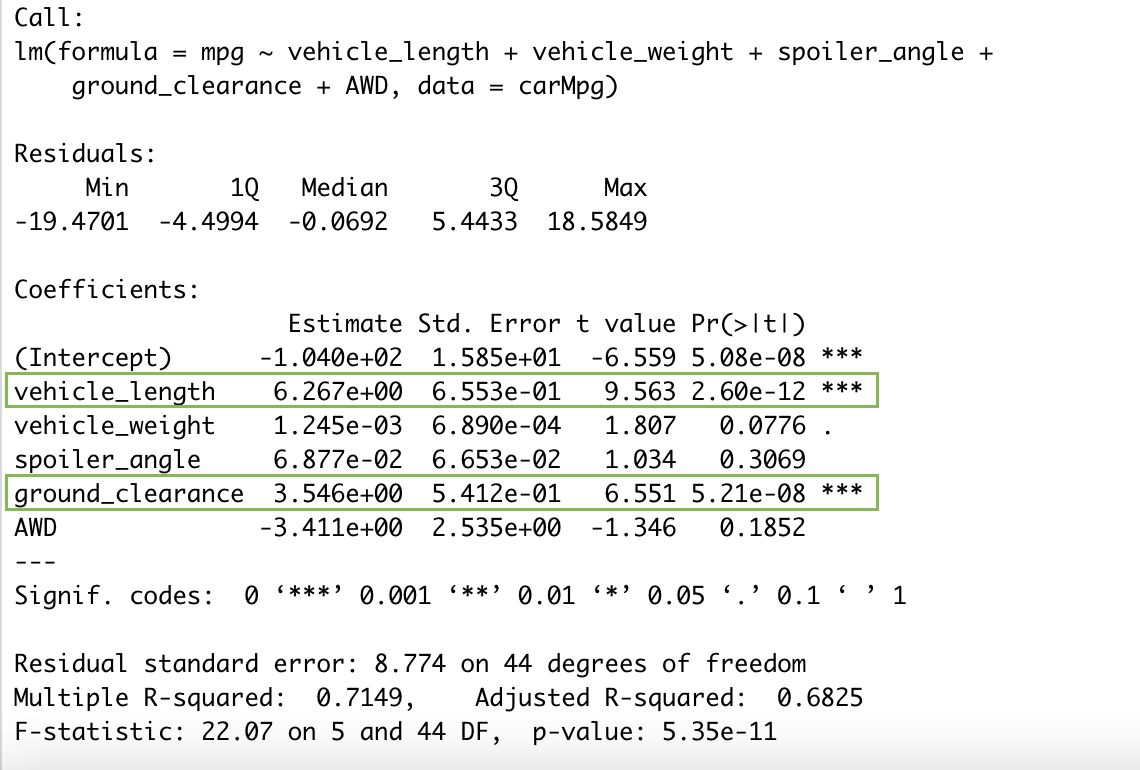 Call:
lm(formula = mpg ~ vehicle_length + vehicle_weight + spoiler_angle +
    ground_clearance + AWD, data = carMpg)

Residuals:
     Min       1Q   Median       3Q      Max
-19.4701  -4.4994  -0.0692   5.4433  18.5849

Coefficients:
                   Estimate Std. Error t value Pr(>|t|)
(Intercept)      -1.040e+02  1.585e+01  -6.559 5.08e-08 ***
vehicle_length    6.267e+00  6.553e-01   9.563 2.60e-12 ***
vehicle_weight    1.245e-03  6.890e-04   1.807   0.0776 .
spoiler_angle     6.877e-02  6.653e-02   1.034   0.3069
ground_clearance  3.546e+00  5.412e-01   6.551 5.21e-08 ***
AWD              -3.411e+00  2.535e+00  -1.346   0.1852
---
Signif. codes:  0 ‘***’ 0.001 ‘**’ 0.01 ‘*’ 0.05 ‘.’ 0.1 ‘ ’ 1

Residual standard error: 8.774 on 44 degrees of freedom
Multiple R-squared:  0.7149,    Adjusted R-squared:  0.6825
F-statistic: 22.07 on 5 and 44 DF,  p-value: 5.35e-11